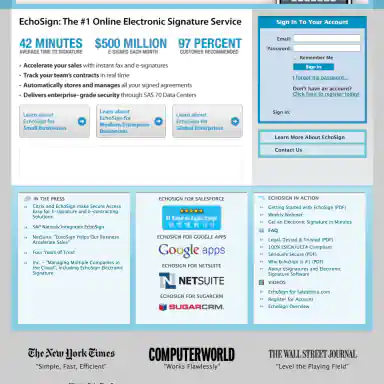 EchoSign: The #1 Online Electronic Signature Service
42 MINUTES
AVERAGE TIME TO SIGNATURE
$500 MILLION
E-SIGNED EACH MONTH
97 PERCENT
CUSTOMER RECOMMENDED
• Accelerate your sales with instant fax and e-signatures
• Track your team's contracts in real time
• Automatically stores and manages all your signed agreements
• Delivers enterprise-grade security through SAS 70 Data Centers
Learn about
EchoSign for
Small Businesses
Learn about
EchoSign for
Medium Enterprise
Businesses
Learn about
EchoSign for
Global Enterprises
Sign In To Your Account
Email:
Password:
Remember Me
Sign In
I forgot my password...
Don't have an account?
Click here to register today!
Sign in:
Learn More About EchoSign
Contact Us
IN THE PRESS
Citrix and EchoSign make Secure Access
Easy for E-signature and E-contracting
Solutions
EchoSign
NetSuite: "EchoSign Helps Our Business
Accelerate Sales"
Four Years of Trust
Inc. - "Managing Multiple Companies in
the Cloud", including EchoSign Electronic
Signature
ECHOSIGN FOR SALESFORCE
ECHOSIGN FOR GOOGLE APPS
Google apps
ECHOSIGN FOR NETSUITE
NETSUITE
ECHOSIGN FOR SUGARCRM
SUGARCRM
ECHOSIGN IN ACTION
Getting Started with EchoSign (PDF)
Weekly Webinar
Get an Electronic Signature in Minutes
FAQ
Legal, Tested & Trusted (PDF)
100% ESIGN/UETA Compliant
Seriously Secure (PDF)
Why EchoSign is #1 (PDF)
About eSignatures and Electronic
Signature Software
VIDEOS
EchoSign for Salesforce.com
Register for Account
EchoSign Overview
The New York Times
"Simple, Fast, Efficient"
COMPUTERWORLD
"Works Flawlessly"
THE WALL STREET JOURNAL
"Level the Playing Field"